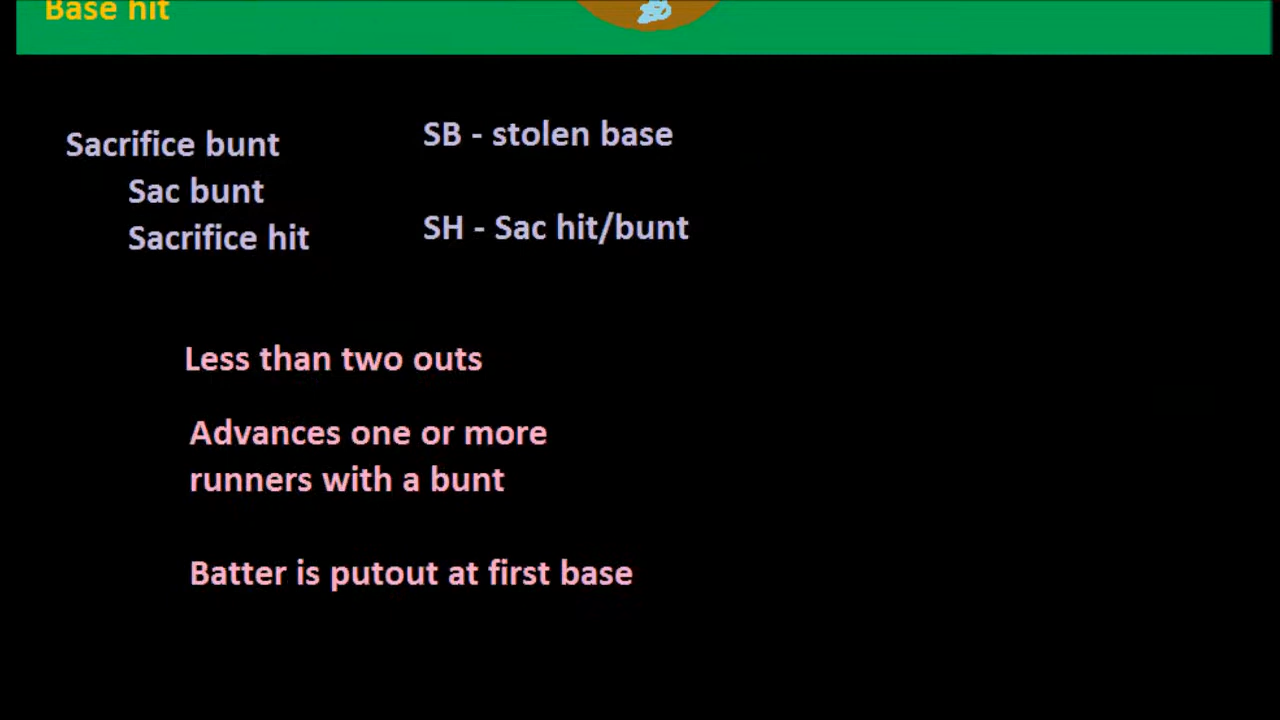 Base hit
Sacrifice bunt
Sac bunt
Sacrifice hit
SB - stolen base
SH - Sac hit/bunt
Less than two outs
Advances one or more
runners with a bunt
Batter is putout at first base